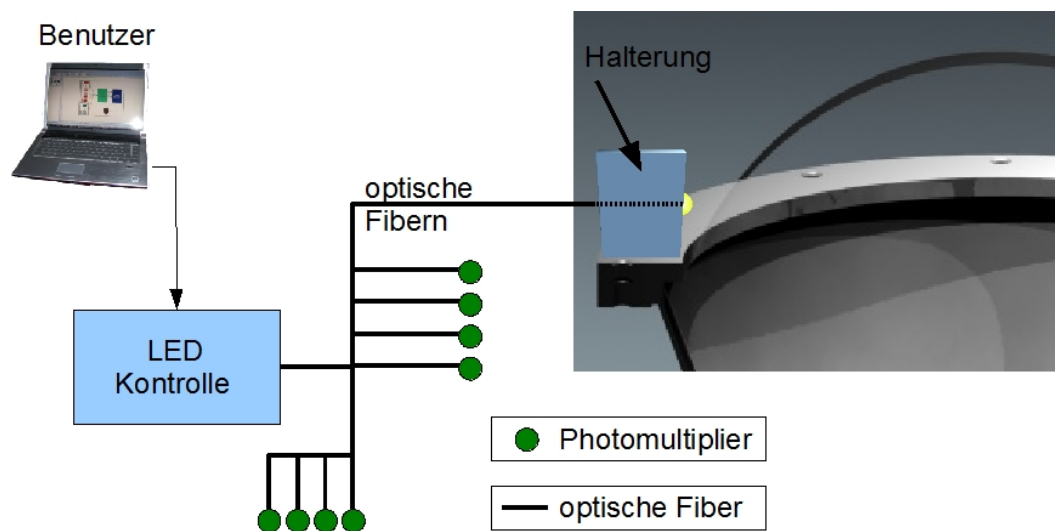 Benutzer
Halterung
optische
Fibern
LED
Kontrolle
Photomultiplier
optische Fiber